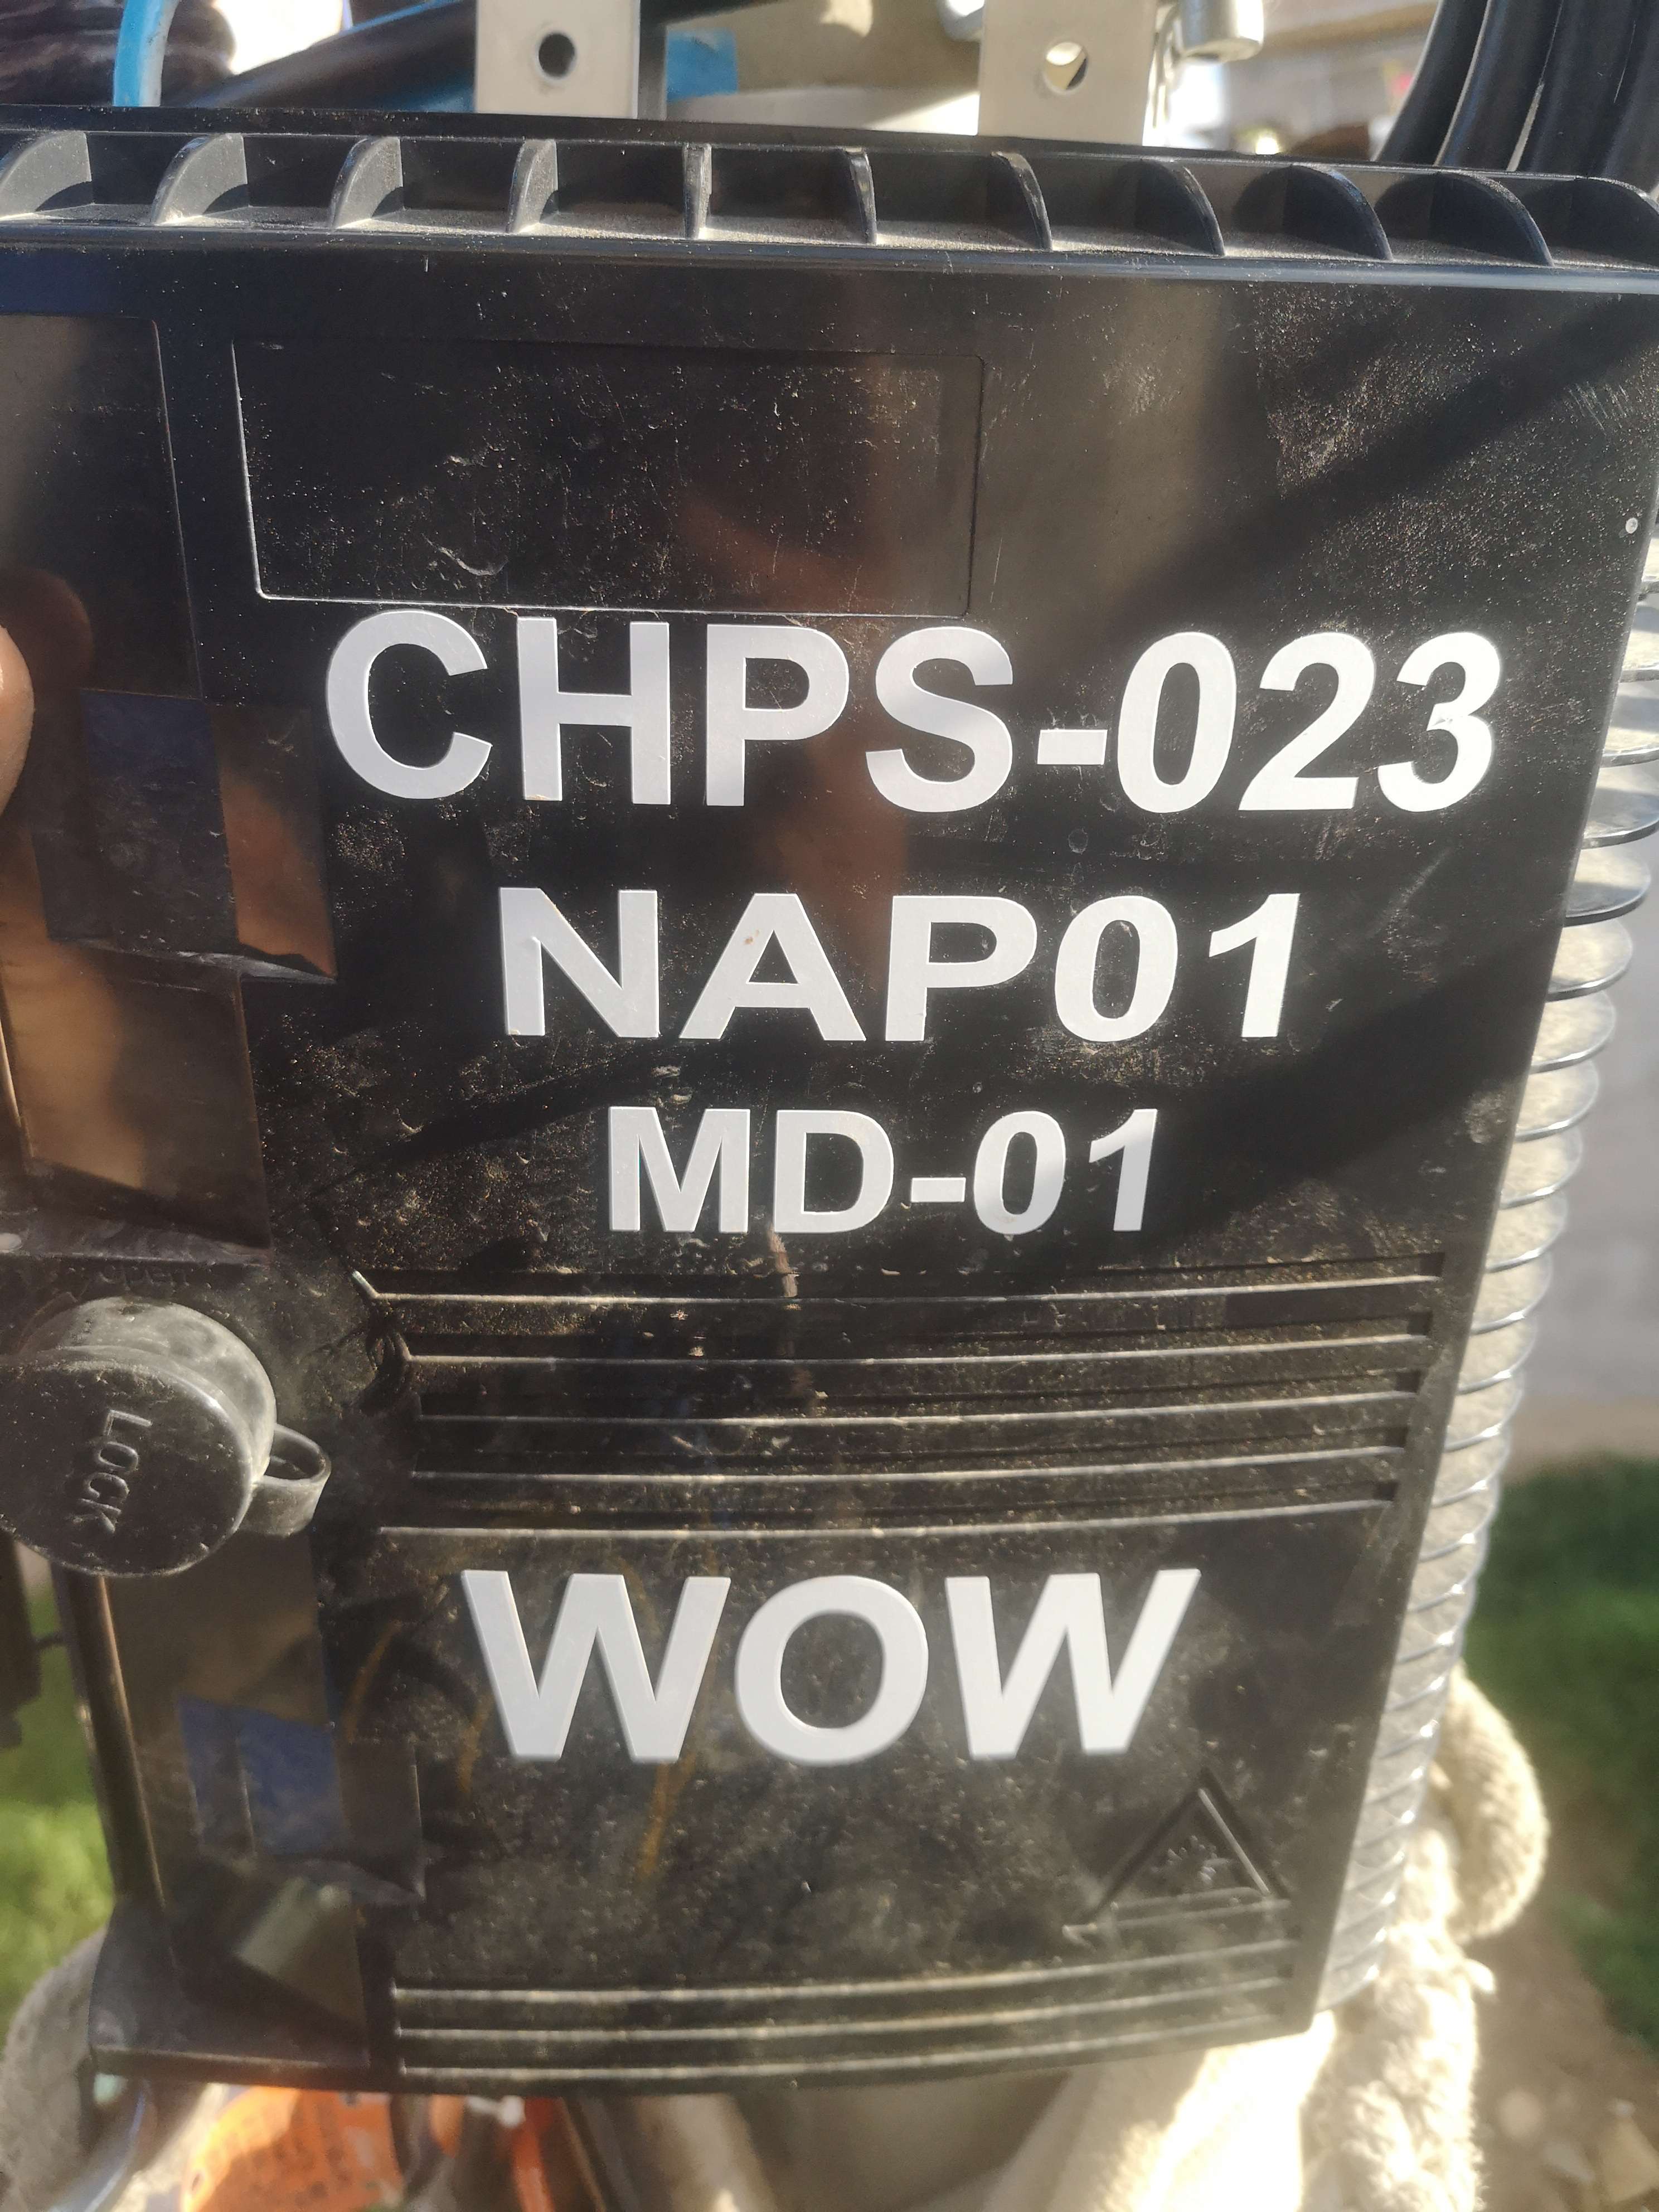 CHPS-023
NAP01
MD-01
LOCK
WOW